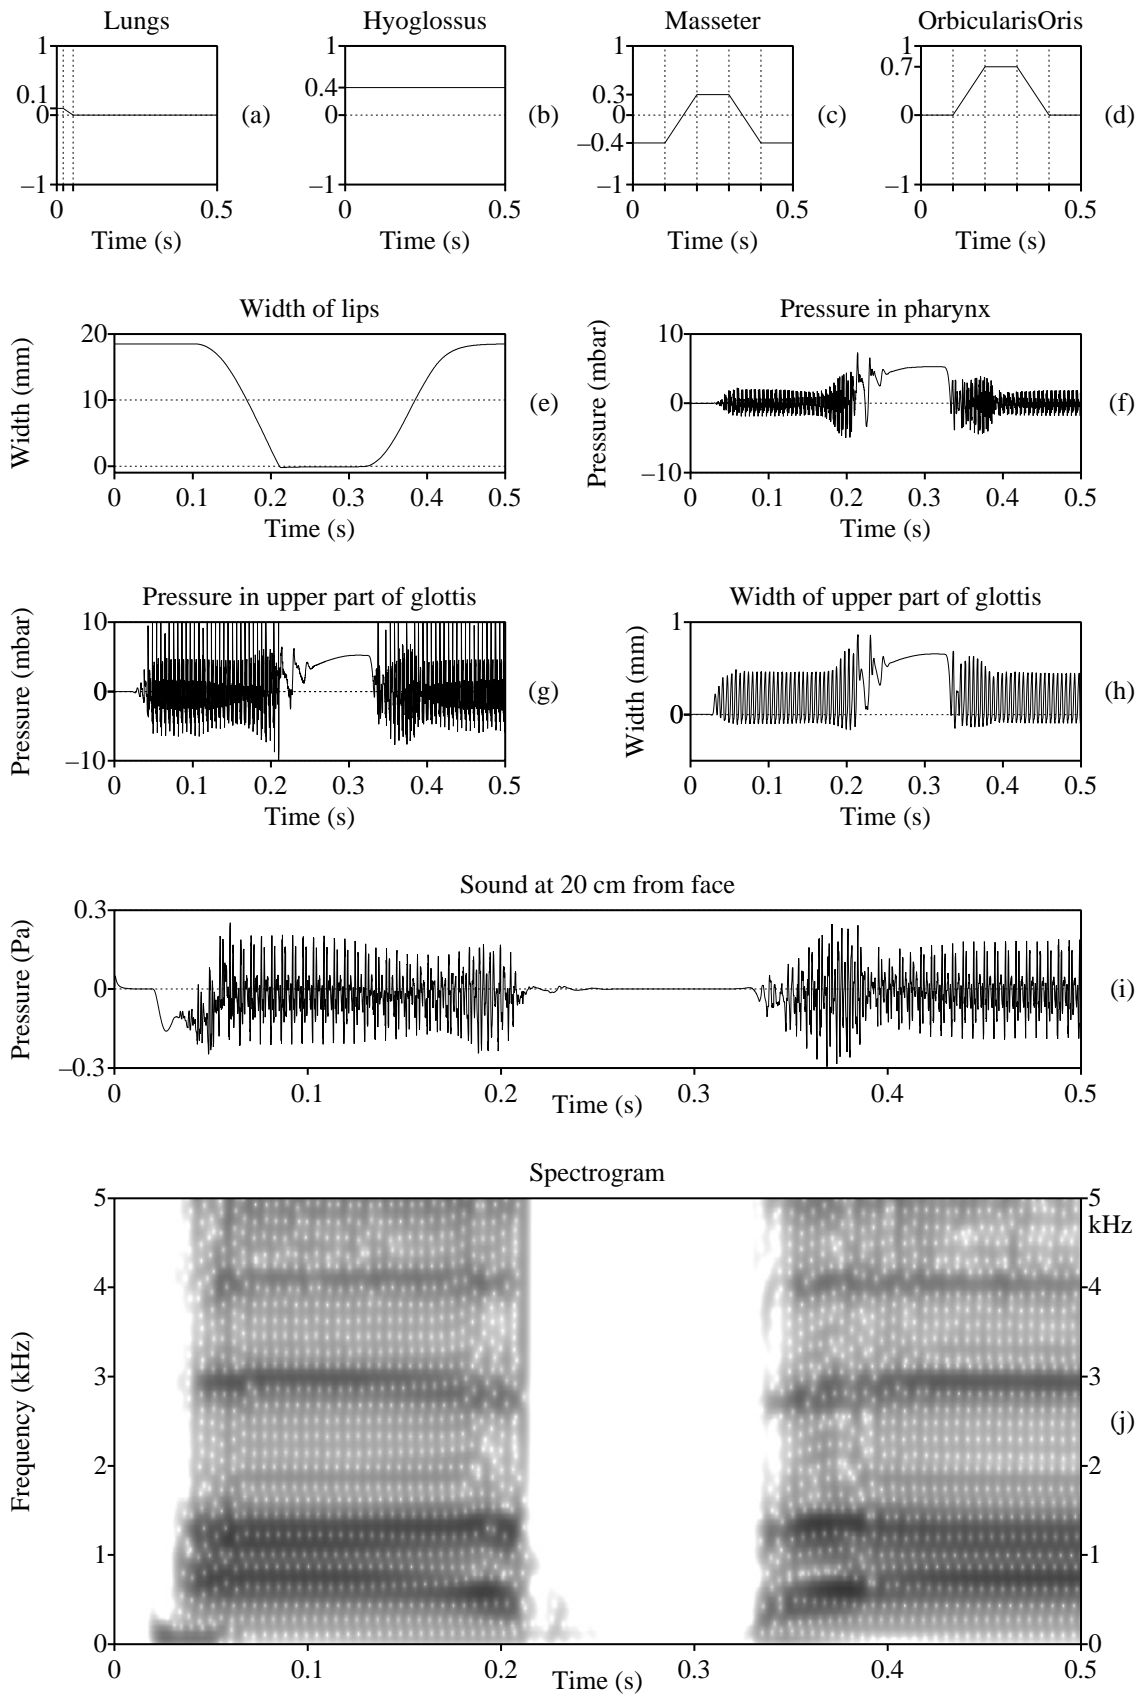 Lungs
1
0.1
0
–1
0
0.5
Time (s)
(a)
Hyoglossus
1
0.4
0
–1
0
0.5
Time (s)
(b)
Masseter
1
0.3
0
–0.4
–1
0
0.5
Time (s)
(c)
OrbicularisOris
1
0.7
0
–1
0
0.5
Time (s)
(d)
Width of lips
Width (mm)
20
10
0
0 0.1 0.2 0.3 0.4 0.5
Time (s)
(e)
Pressure in pharynx
Pressure (mbar)
10
0
–10
0 0.1 0.2 0.3 0.4 0.5
Time (s)
(f)
Pressure in upper part of glottis
Pressure (mbar)
10
0
–10
0 0.1 0.2 0.3 0.4 0.5
Time (s)
(g)
Width of upper part of glottis
Width (mm)
1
0
0 0.1 0.2 0.3 0.4 0.5
Time (s)
(h)
Sound at 20 cm from face
Pressure (Pa)
0.3
0
–0.3
0 0.1 0.2 0.3 0.4 0.5
Time (s)
(i)
Spectrogram
Frequency (kHz)
5
4
3
2
1
0
5
kHz
4
3
2
1
0
0 0.1 0.2 0.3 0.4 0.5
Time (s)
(j)